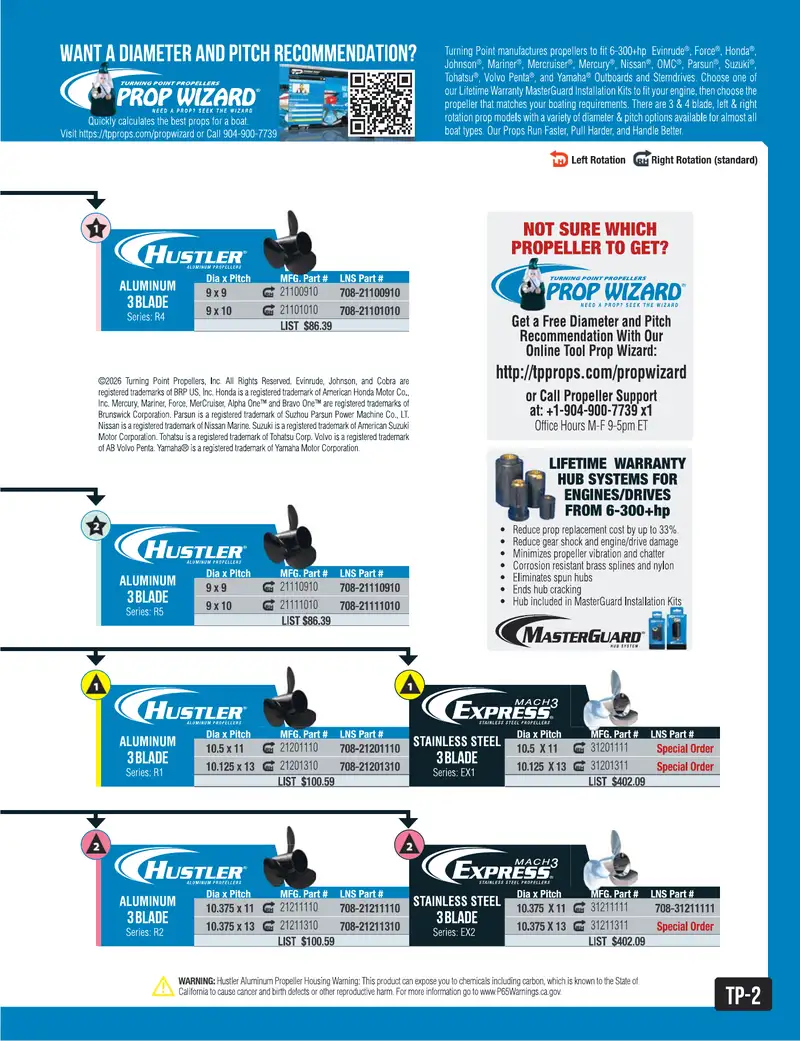 WANT A DIAMETER AND PITCH RECOMMENDATION?
TURNING POINT PROPELLERS
PROP WIZARD®
NEED A PROP? SEEK THE WIZARD
Quickly calculates the best props for a boat.
Visit https://tpprops.com/propwizard or Call 904-900-7739
Turning Point manufactures propellers to fit 6-300+hp Evinrude®, Force®, Honda®,
Johnson®, Mariner®, Mercruiser®, Mercury®, Nissan®, OMC®, Parsun®, Suzuki®,
Tohatsu®, Volvo Penta®, and Yamaha® Outboards and Sterndrives. Choose one of
our Lifetime Warranty MasterGuard Installation Kits to fit your engine, then choose the
propeller that matches your boating requirements. There are 3 & 4 blade, left & right
rotation prop models with a variety of diameter & pitch options available for almost all
boat types. Our Props Run Faster, Pull Harder, and Handle Better.
LH Left Rotation RH Right Rotation (standard)
1
HUSTLER®
ALUMINUM PROPELLERS
ALUMINUM
3 BLADE
Series: R4
Dia x Pitch MFG. Part # LNS Part #
9 x 9 RH 21100910 708-21100910
9 x 10 RH 21101010 708-21101010
LIST $86.39
©2026 Turning Point Propellers, Inc. All Rights Reserved. Evinrude, Johnson, and Cobra are
registered trademarks of BRP US, Inc. Honda is a registered trademark of American Honda Motor Co.,
Inc. Mercury, Mariner, Force, MerCruiser, Alpha One™ and Bravo One™ are registered trademarks of
Brunswick Corporation. Parsun is a registered trademark of Suzhou Parsun Power Machine Co., LT.
Nissan is a registered trademark of Nissan Marine. Suzuki is a registered trademark of American Suzuki
Motor Corporation. Tohatsu is a registered trademark of Tohatsu Corp. Volvo is a registered trademark
of AB Volvo Penta. Yamaha® is a registered trademark of Yamaha Motor Corporation.
NOT SURE WHICH
PROPELLER TO GET?
TURNING POINT PROPELLERS
PROP WIZARD®
NEED A PROP? SEEK THE WIZARD
Get a Free Diameter and Pitch
Recommendation With Our
Online Tool Prop Wizard:
http://tpprops.com/propwizard
or Call Propeller Support
at: +1-904-900-7739 x1
Office Hours M-F 9-5pm ET
LIFETIME WARRANTY
HUB SYSTEMS FOR
ENGINES/DRIVES
FROM 6-300+hp
• Reduce prop replacement cost by up to 33%.
• Reduce gear shock and engine/drive damage
• Minimizes propeller vibration and chatter
• Corrosion resistant brass splines and nylon
• Eliminates spun hubs
• Ends hub cracking
• Hub included in MasterGuard Installation Kits
MASTERGUARD®
HUB SYSTEM
2
HUSTLER®
ALUMINUM PROPELLERS
ALUMINUM
3 BLADE
Series: R5
Dia x Pitch MFG. Part # LNS Part #
9 x 9 RH 21110910 708-21110910
9 x 10 RH 21111010 708-21111010
LIST $86.39
1
HUSTLER®
ALUMINUM PROPELLERS
ALUMINUM
3 BLADE
Series: R1
Dia x Pitch MFG. Part # LNS Part #
10.5 x 11 RH 21201110 708-21201110
10.125 x 13 RH 21201310 708-21201310
LIST $100.59
1
MACH3
EXPRESS®
STAINLESS STEEL PROPELLERS
STAINLESS STEEL
3 BLADE
Series: EX1
Dia x Pitch MFG. Part # LNS Part #
10.5 X 11 RH 31201111 Special Order
10.125 X 13 RH 31201311 Special Order
LIST $402.09
2
HUSTLER®
ALUMINUM PROPELLERS
ALUMINUM
3 BLADE
Series: R2
Dia x Pitch MFG. Part # LNS Part #
10.375 x 11 RH 21211110 708-21211110
10.375 x 13 RH 21211310 708-21211310
LIST $100.59
2
MACH3
EXPRESS®
STAINLESS STEEL PROPELLERS
STAINLESS STEEL
3 BLADE
Series: EX2
Dia x Pitch MFG. Part # LNS Part #
10.375 X 11 RH 31211111 708-31211111
10.375 X 13 RH 31211311 Special Order
LIST $402.09
WARNING: Hustler Aluminum Propeller Housing Warning: This product can expose you to chemicals including carbon, which is known to the State of
California to cause cancer and birth defects or other reproductive harm. For more information go to www.P65Warnings.ca.gov.
TP-2